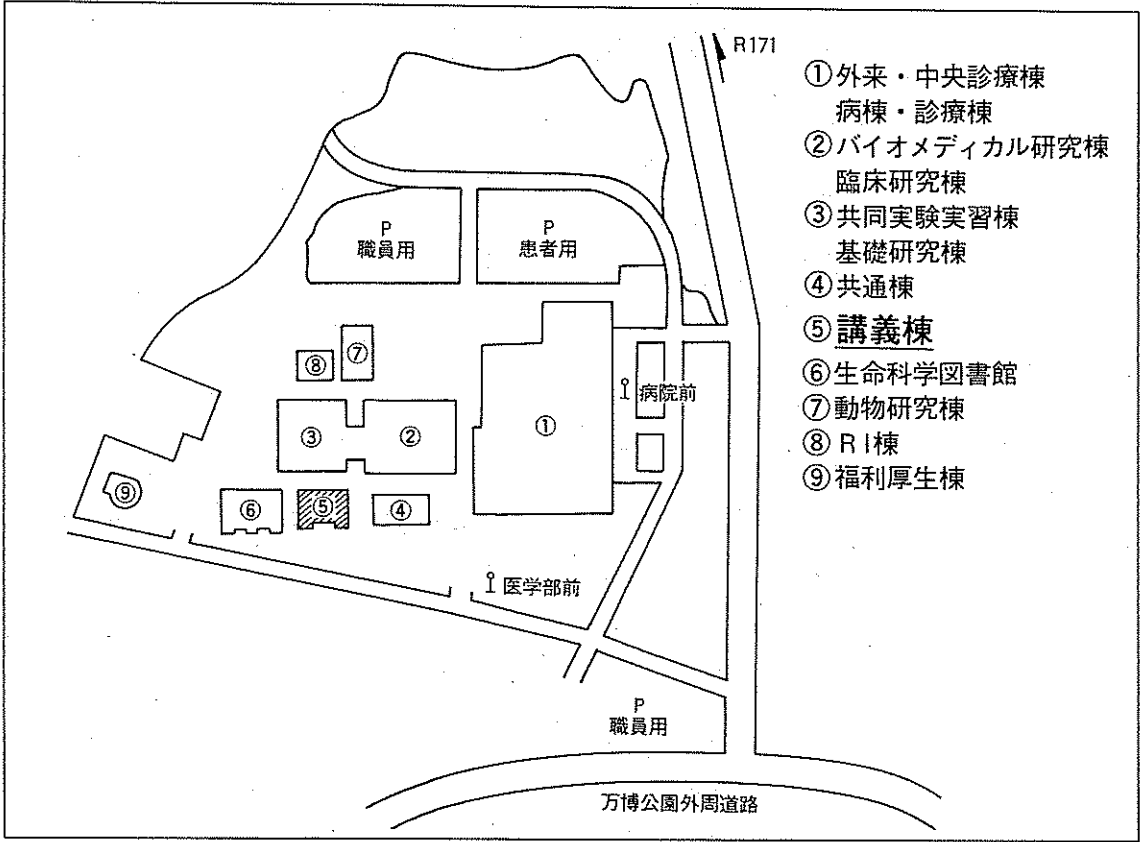 R171
①外来・中央診療棟
病棟・診療棟
②バイオメディカル研究棟
臨床研究棟
③共同実験実習棟
基礎研究棟
④共通棟
⑤講義棟
⑥生命科学図書館
⑦動物研究棟
⑧RI棟
⑨福利厚生棟
P
職員用
P
患者用
⑦
⑧
病院前
③
②
①
⑨
⑥
⑤
④
医学部前
P
職員用
万博公園外周道路